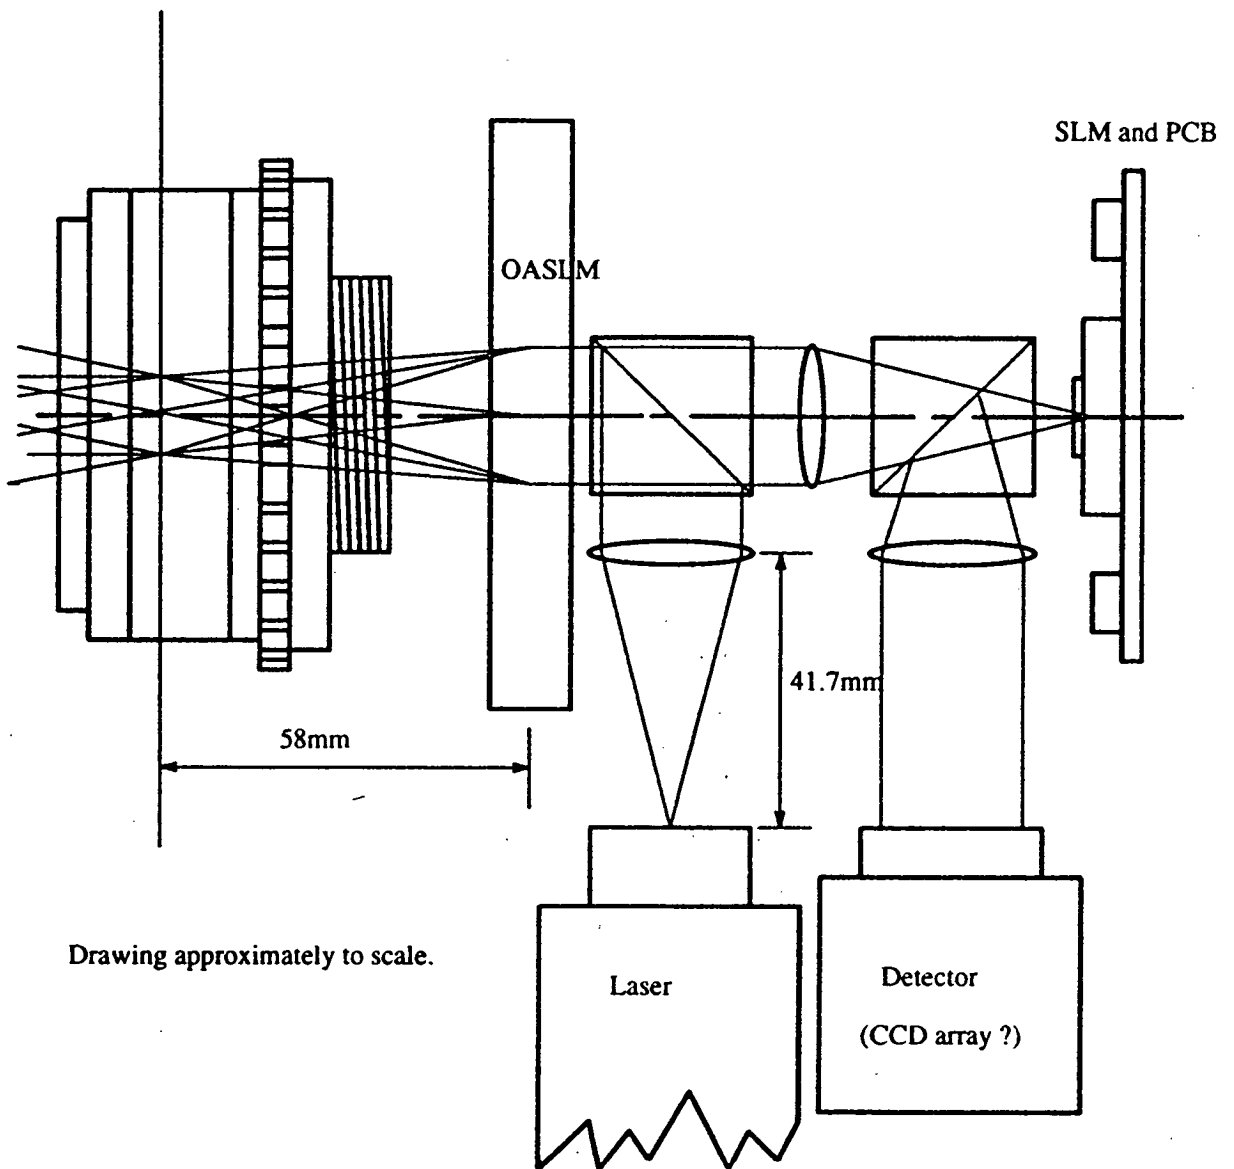 SLM and PCB
OASLM
41.7mm
58mm
Drawing approximately to scale.
Laser
Detector
(CCD array ?)